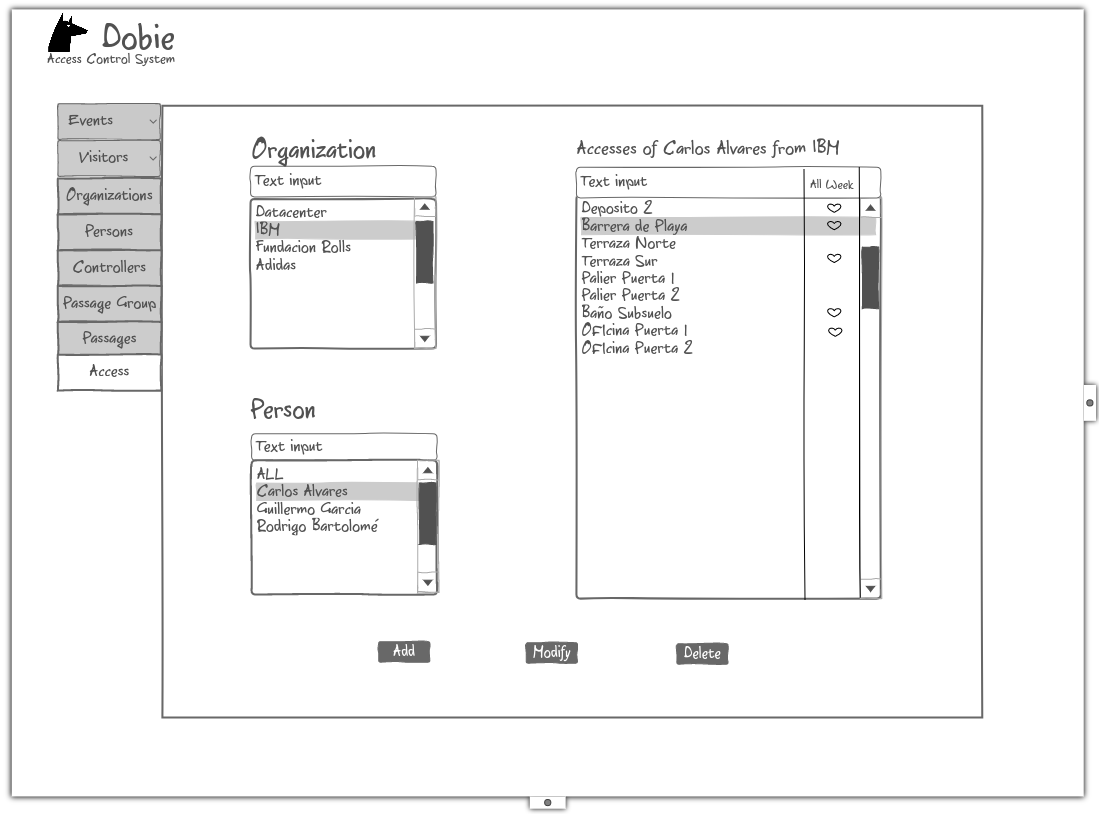 Dobie
Access Control System
Events
Visitors
Organizations
Persons
Controllers
Passage Group
Passages
Access
Organization
Text input
Datacenter
IBM
Fundacion Rolls
Adidas
Person
Text input
ALL
Carlos Alvares
Guillermo Garcia
Rodrigo Bartolomé
Accesses of Carlos Alvares from IBM
Text input
All Week
Deposito 2
Barrera de Playa
Terraza Norte
Terraza Sur
Palier Puerta 1
Palier Puerta 2
Baño Subsuelo
OFIcina Puerta 1
OFIcina Puerta 2
Add
Modify
Delete